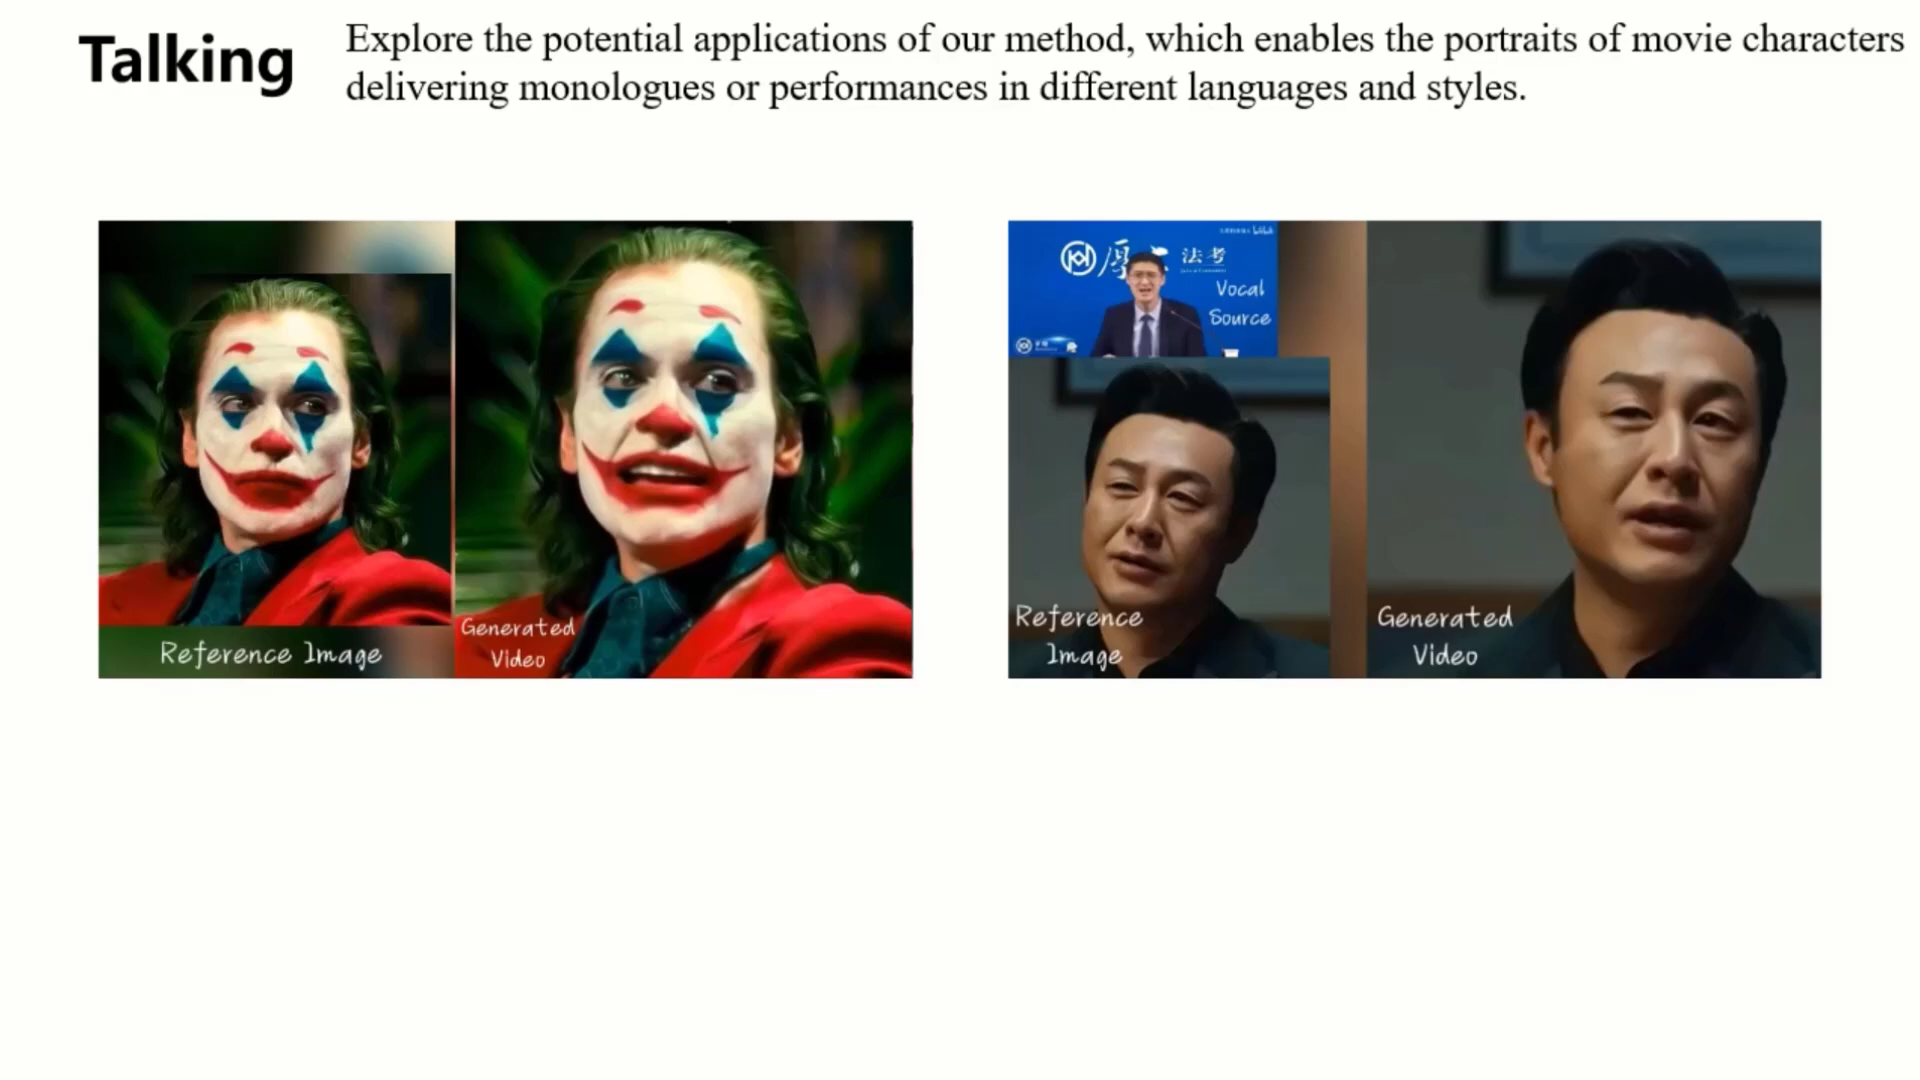 Talking
Explore the potential applications of our method, which enables the portraits of movie characters
delivering monologues or performances in different languages and styles.
Reference Image
Generated
Video
厚
法考
Vocal
Source
Reference
Image
Generated
Video